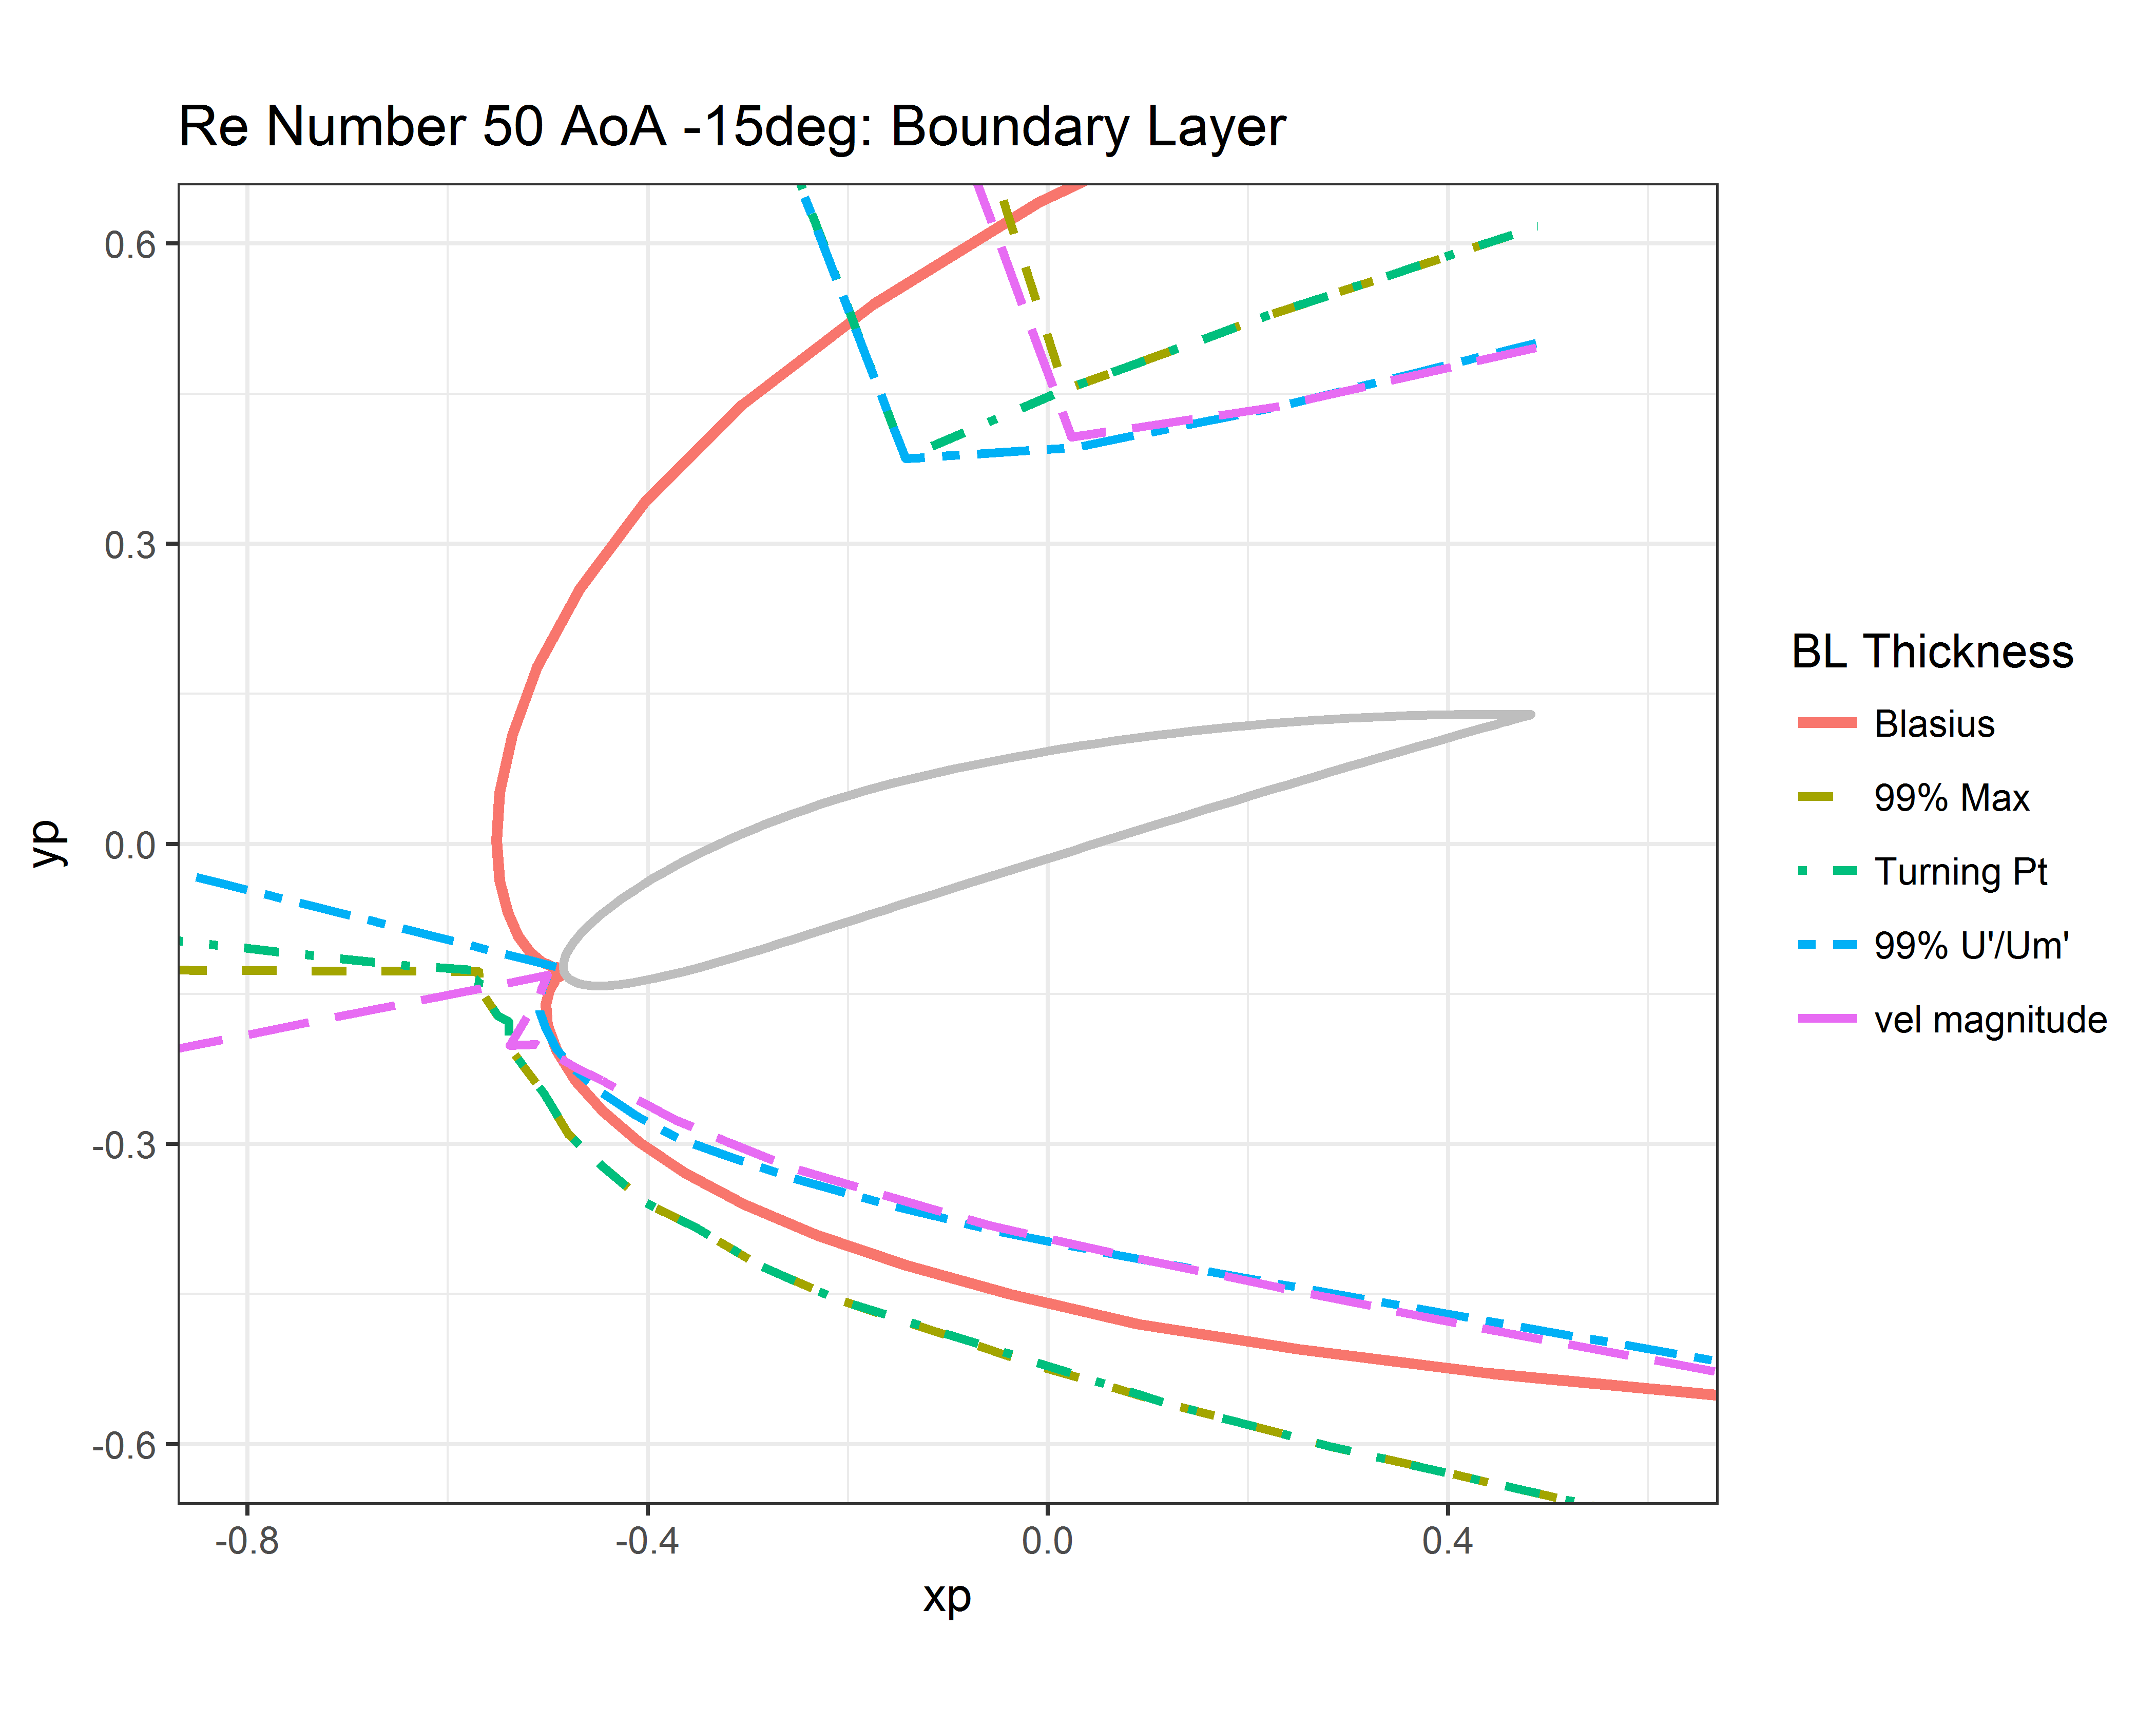 Re Number 50 AoA -15deg: Boundary Layer
0.6
0.3
0.0
-0.3
-0.6
yp
-0.8
-0.4
0.0
0.4
xp
BL Thickness
Blasius
99% Max
Turning Pt
99% U'/Um'
vel magnitude